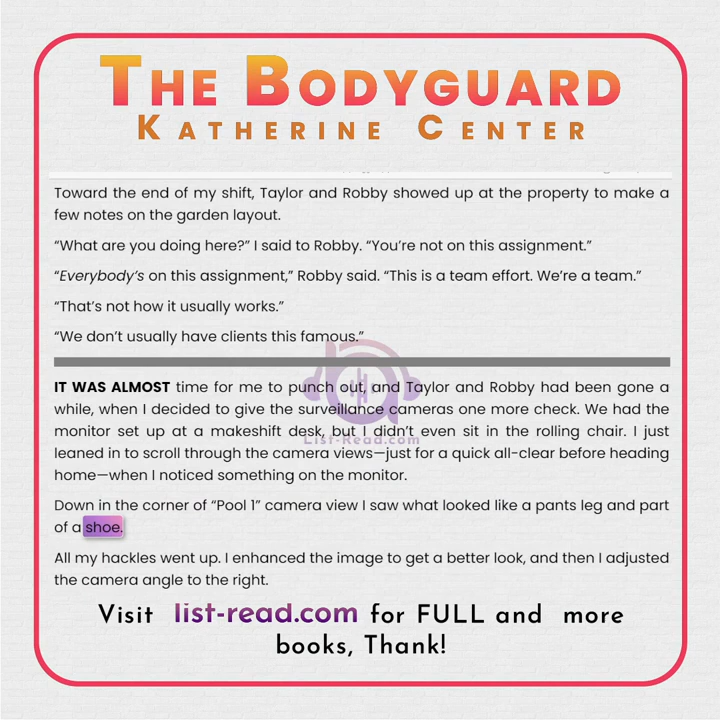 THE BODYGUARD
KATHERINE CENTER
Toward the end of my shift, Taylor and Robby showed up at the property to make a
few notes on the garden layout.
“What are you doing here?” I said to Robby. “You’re not on this assignment.”
“Everybody’s on this assignment,” Robby said. “This is a team effort. We’re a team.”
“That’s not how it usually works.”
“We don’t usually have clients this famous.”
IT WAS ALMOST time for me to punch out, and Taylor and Robby had been gone a
while, when I decided to give the surveillance cameras one more check. We had the
monitor set up at a makeshift desk, but I didn’t even sit in the rolling chair. I just
leaned in to scroll through the camera views—just for a quick all-clear before heading
home—when I noticed something on the monitor.
List-Read.com
Down in the corner of “Pool 1” camera view I saw what looked like a pants leg and part
of a shoe.
All my hackles went up. I enhanced the image to get a better look, and then I adjusted
the camera angle to the right.
Visit list-read.com for FULL and more
books, Thank!